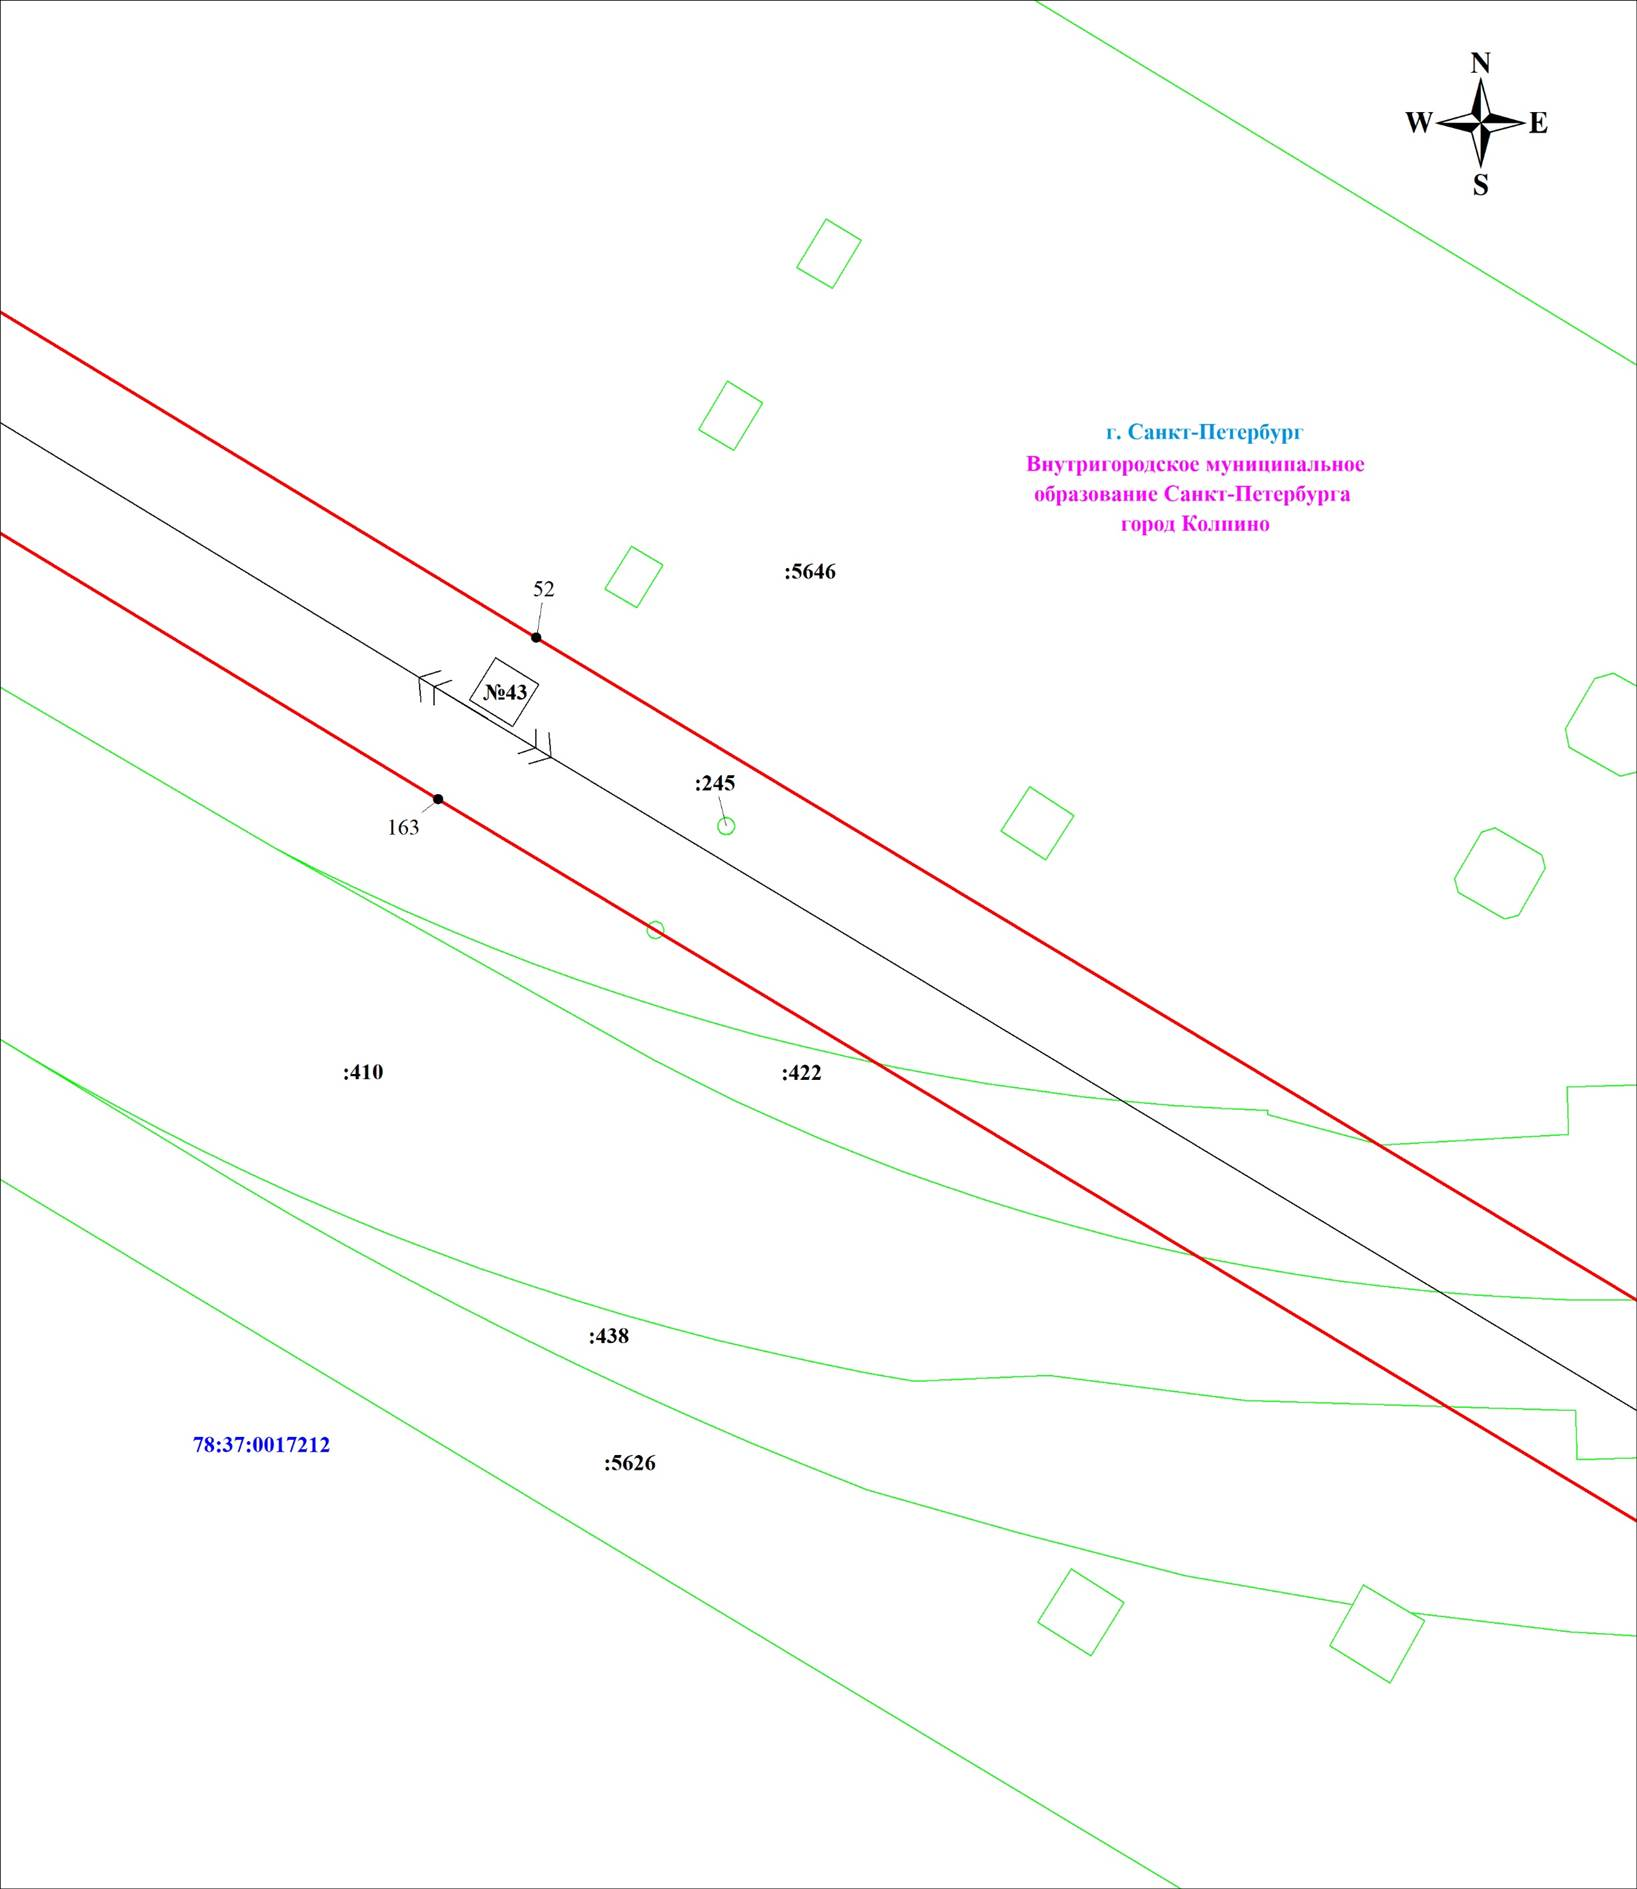 N
W E
S
г. Санкт-Петербург
Внутригородское муниципальное
образование Санкт-Петербурга
город Колпино
:5646
52
№43
:245
163
:410
:422
:438
78:37:0017212
:5626